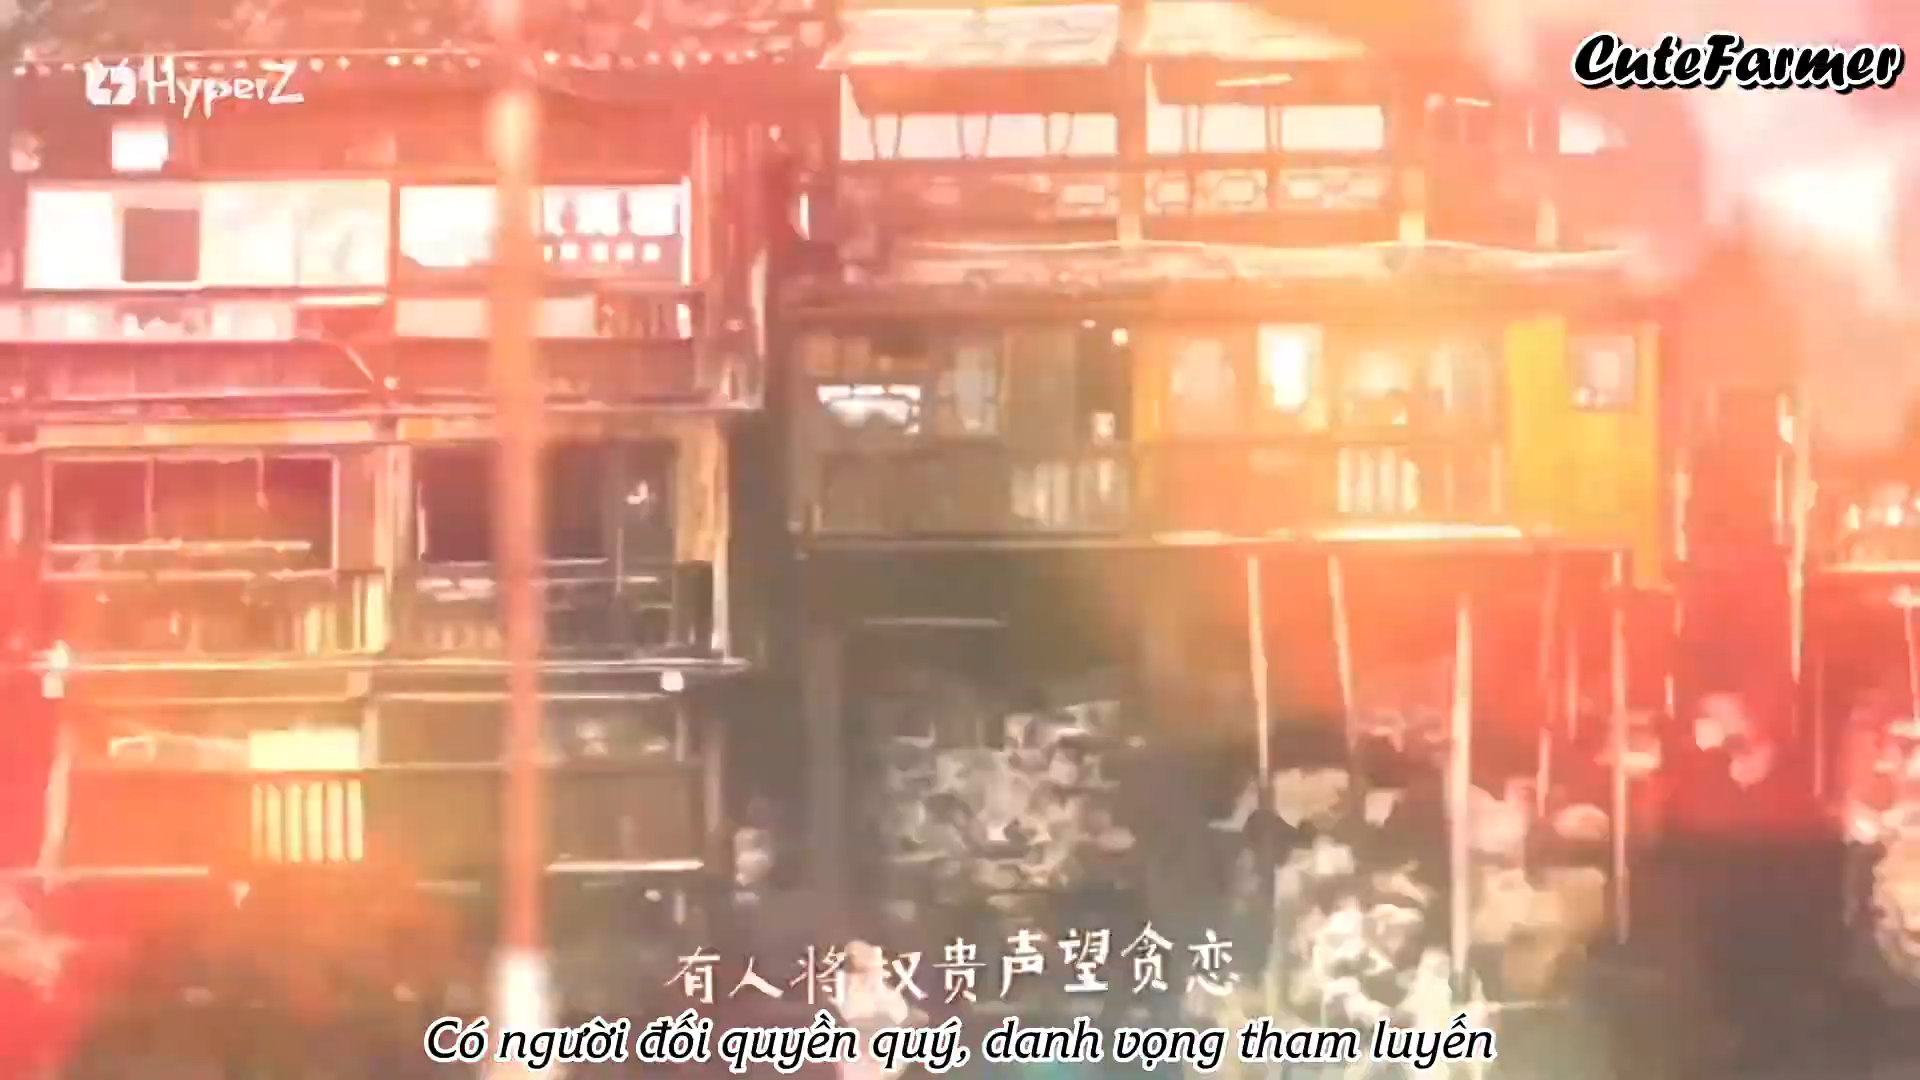 HyperZ
CuteFarmer
有人将权贵声望贪恋
Có người đối quyền quý, danh vọng tham luyến